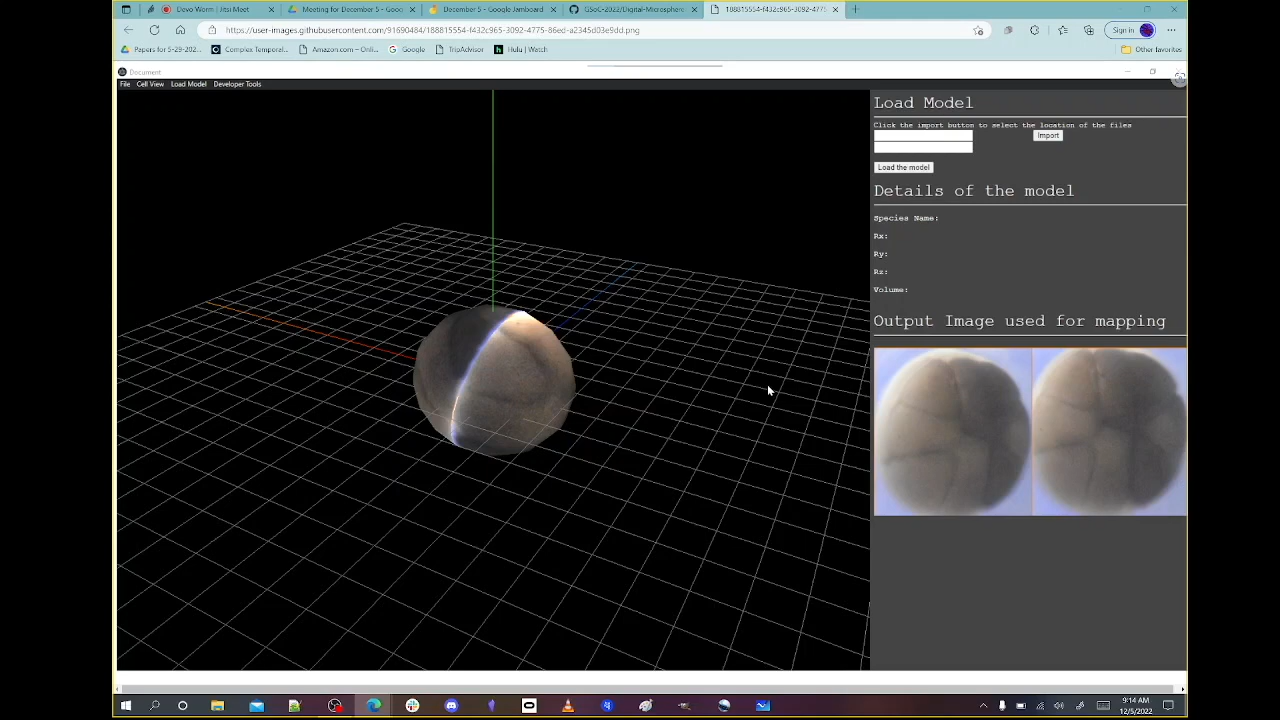 Devo Worm | Jitsi Meet
Meeting for December 5 - Goog
December 5 - Google Jamboard
GSoC-2022/Digital-Microsphere
188815554-f432c965-3092-4775
https://user-images.githubusercontent.com/91690484/188815554-f432c965-3092-4775-86ed-a2345d03e9dd.png
Sign in
Papers for 5-29-202...
Complex Temporal...
Amazon.com – Onli...
Google
TripAdvisor
Hulu | Watch
Other favorites
Document
File Cell View Load Model Developer Tools
Load Model
Click the import button to select the location of the files
Import
Load the model
Details of the model
Species Name:
Rx:
Ry:
Rz:
Volume:
Output Image used for mapping
9:14 AM
12/5/2022